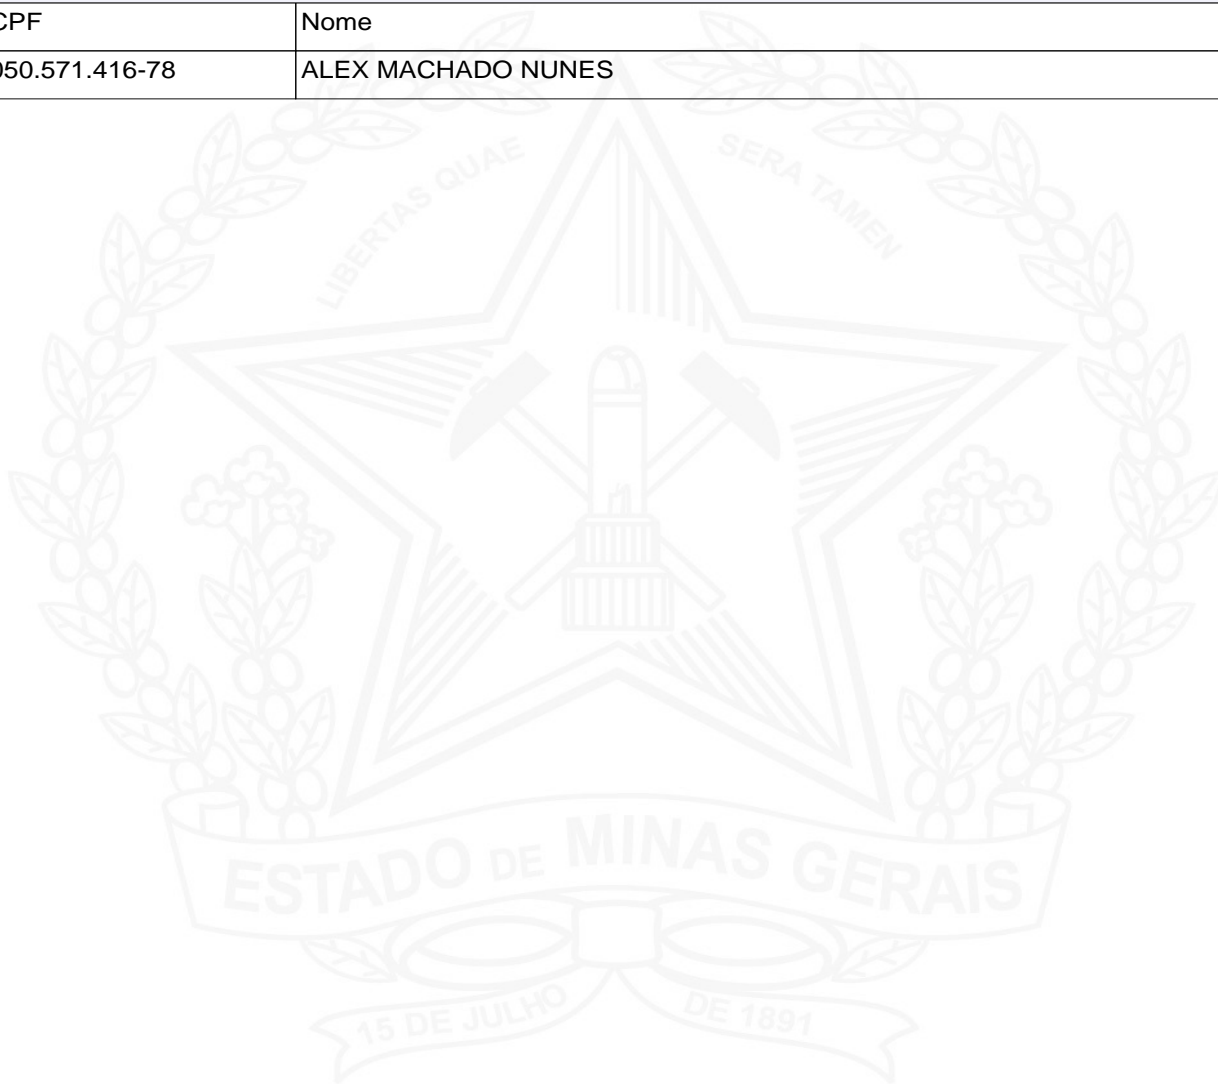 CPF Nome
050.571.416-78 ALEX MACHADO NUNES
LIBERTAS QUAE SERA TAMEN
ESTADO DE MINAS GERAIS
15 DE JULHO DE 1891